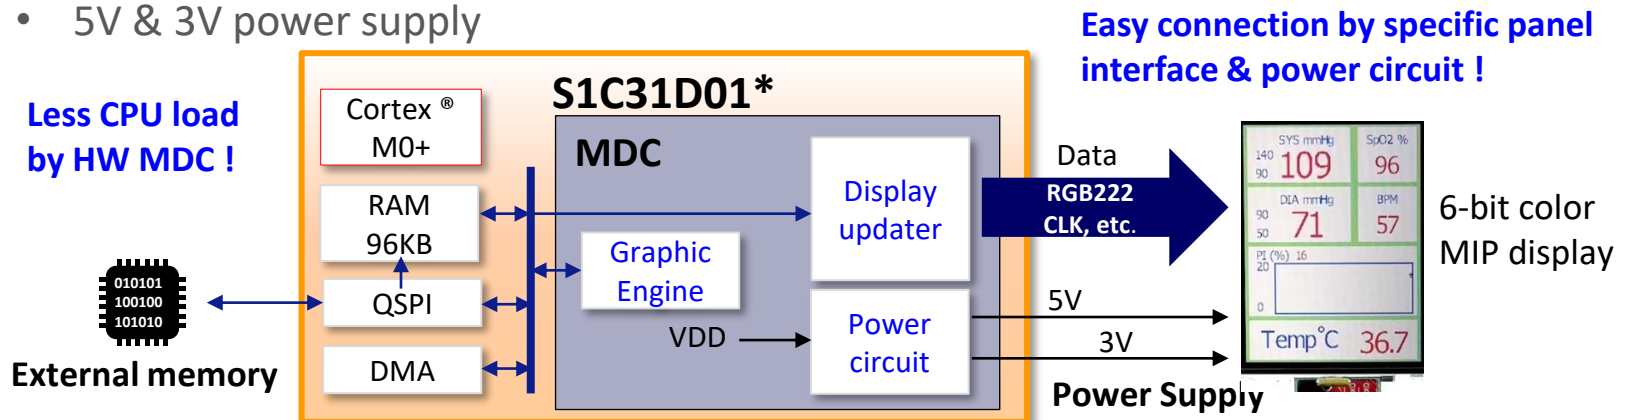 • 5V & 3V power supply
Easy connection by specific panel
interface & power circuit !
Less CPU load
by HW MDC !
S1C31D01*
Cortex ®
M0+
RAM
96KB
QSPI
DMA
MDC
Graphic
Engine
VDD
Display
updater
Power
circuit
Data
RGB222
CLK, etc.
5V
3V
Power Supply
010101
100100
101010
External memory
SYS mmHg
140
90
109
SpO2 %
96
DIA mmHg
90
50
71
BPM
57
PI (%) 16
20
0
Temp°C 36.7
6-bit color
MIP display